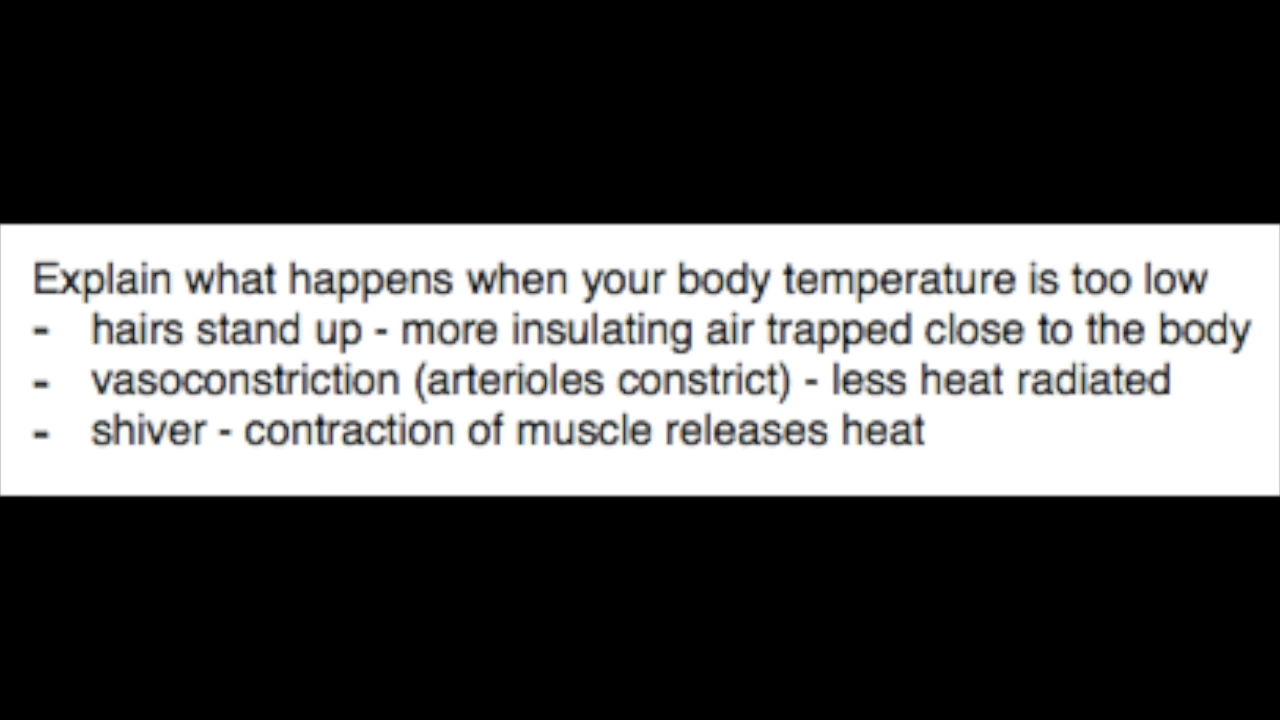 Explain what happens when your body temperature is too low
- hairs stand up - more insulating air trapped close to the body
- vasoconstriction (arterioles constrict) - less heat radiated
- shiver - contraction of muscle releases heat